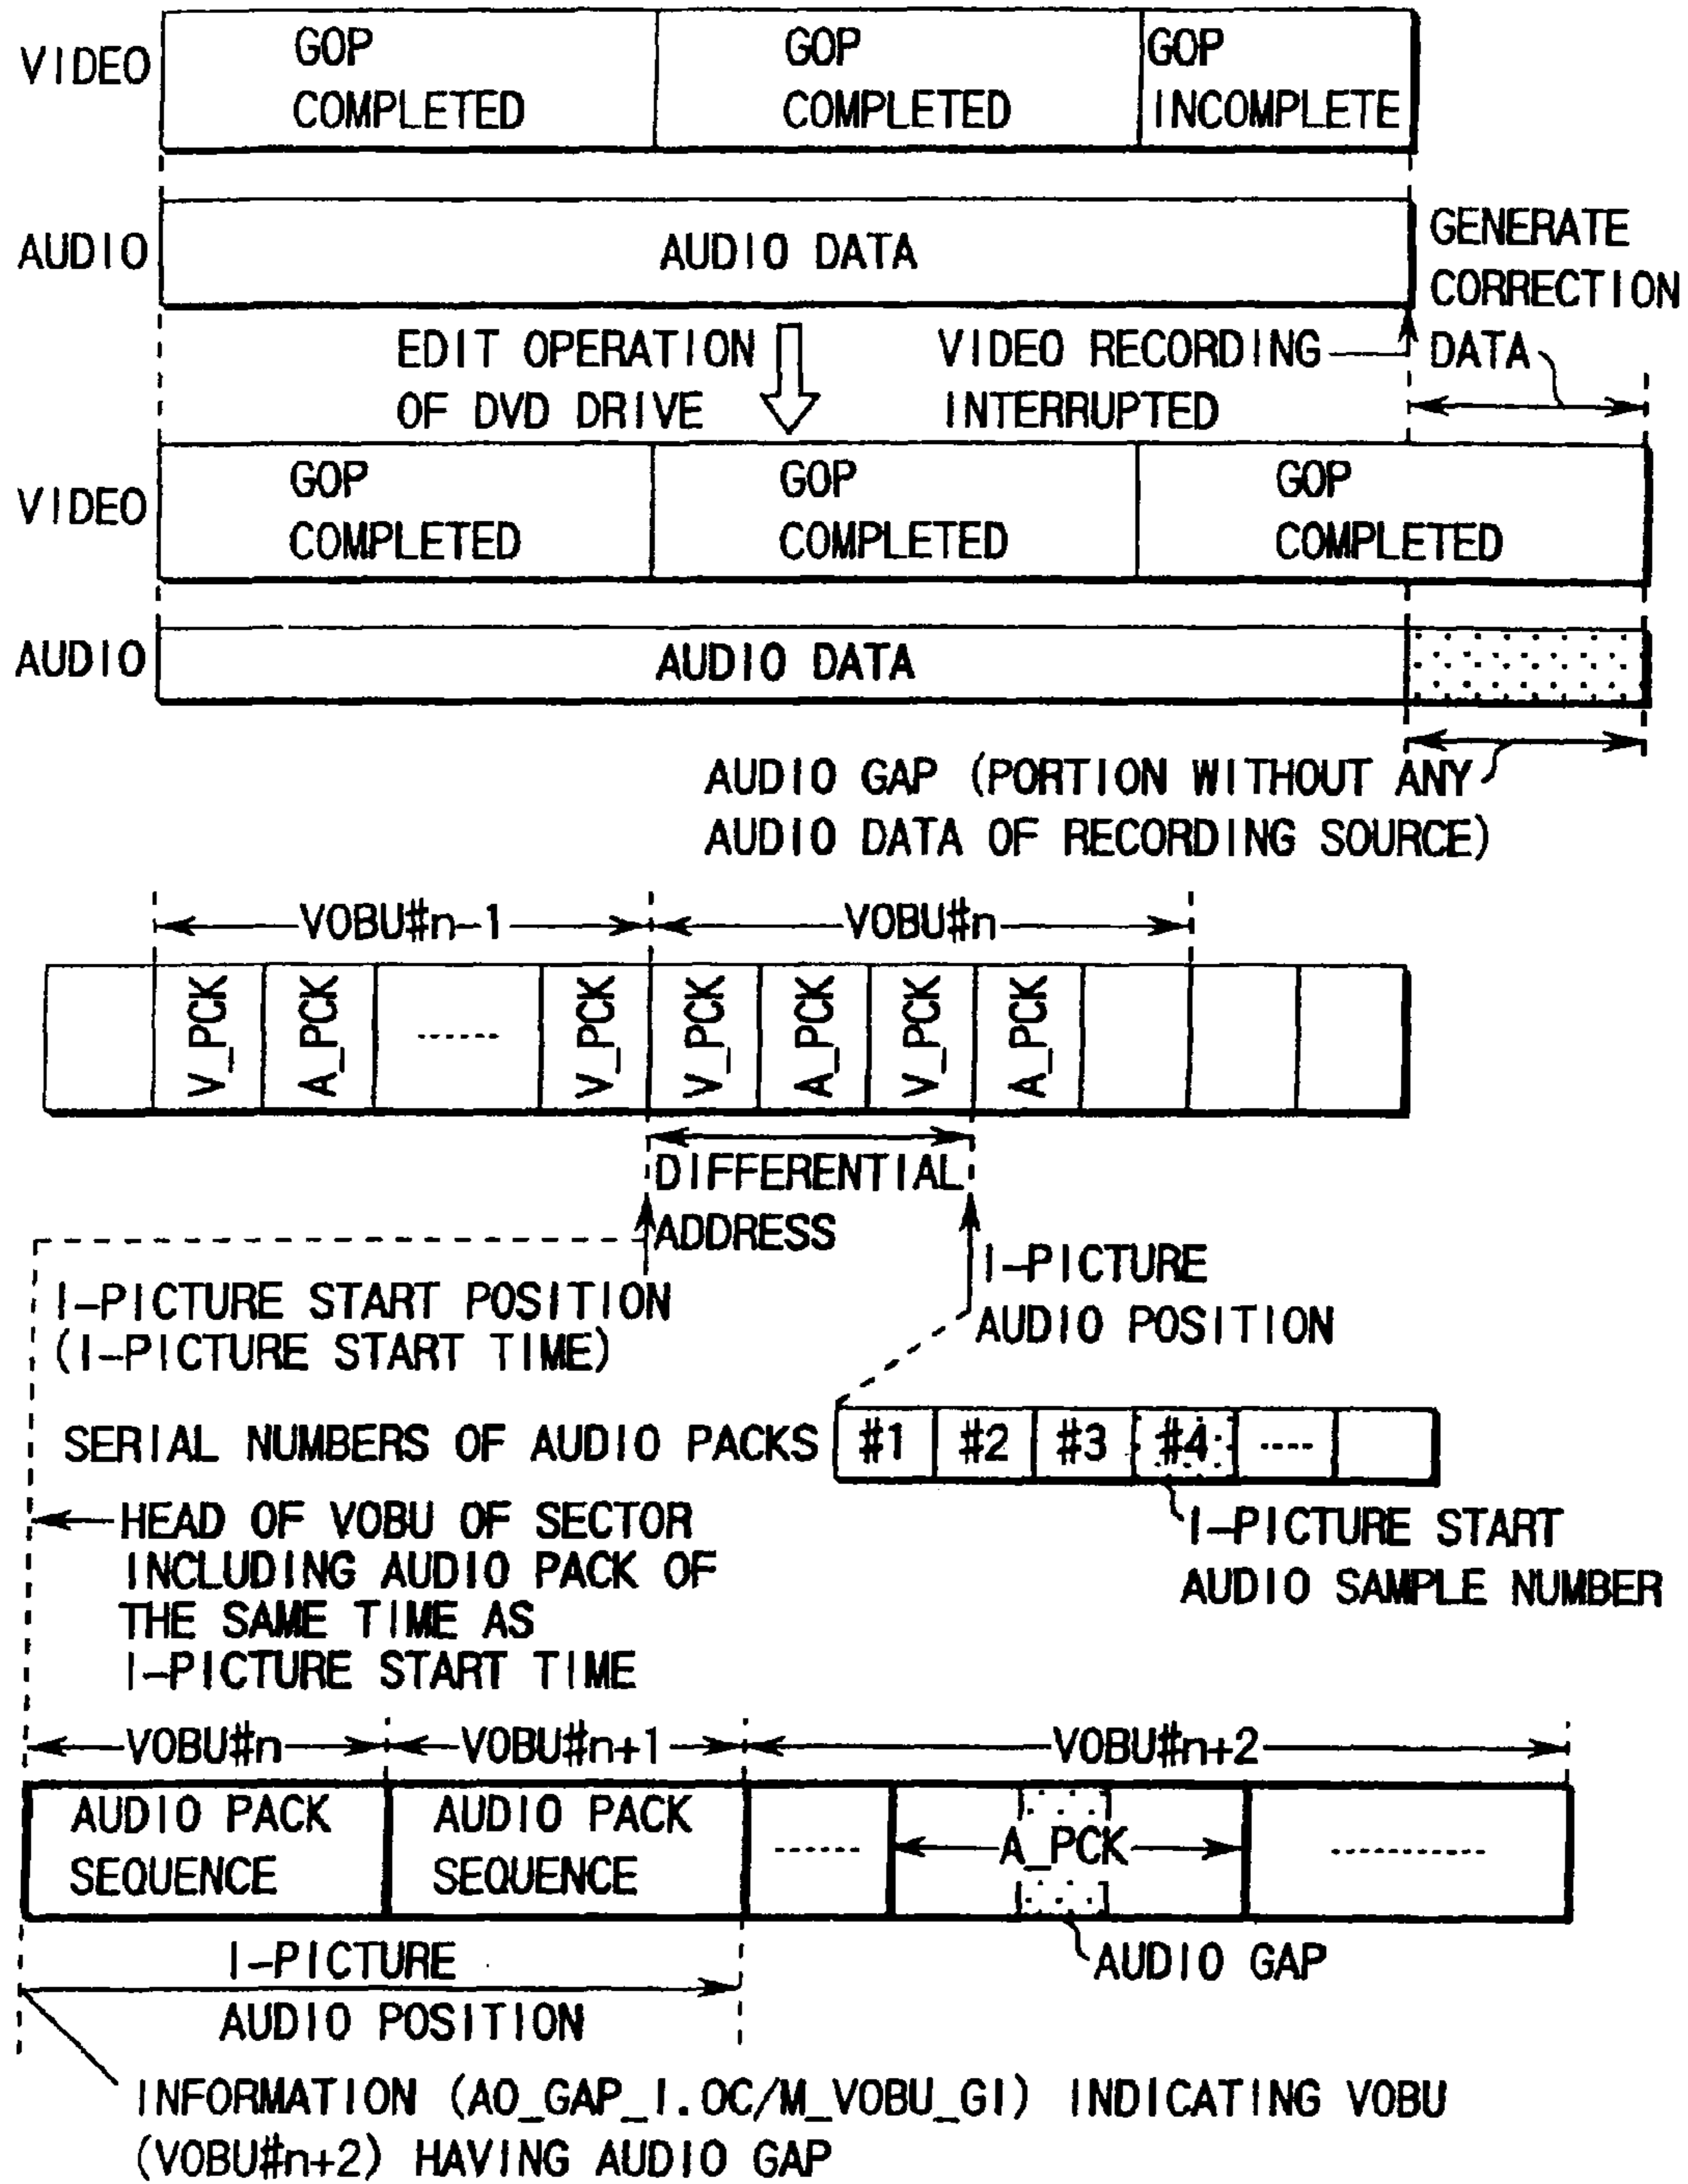 VIDEO
GOP COMPLETED
GOP COMPLETED
GOP INCOMPLETE
AUDIO
AUDIO DATA
GENERATE
CORRECTION
DATA
EDIT OPERATION
OF DVD DRIVE
VIDEO RECORDING
INTERRUPTED
VIDEO
GOP COMPLETED
GOP COMPLETED
GOP COMPLETED
AUDIO
AUDIO DATA
AUDIO GAP (PORTION WITHOUT ANY
AUDIO DATA OF RECORDING SOURCE)
VOBU#n-1
VOBU#n
V_PCK
A_PCK
V_PCK
V_PCK
A_PCK
V_PCK
A_PCK
DIFFERENTIAL
ADDRESS
I-PICTURE START POSITION
(I-PICTURE START TIME)
I-PICTURE
AUDIO POSITION
SERIAL NUMBERS OF AUDIO PACKS
#1 #2 #3 #4
I-PICTURE START
AUDIO SAMPLE NUMBER
HEAD OF VOBU OF SECTOR
INCLUDING AUDIO PACK OF
THE SAME TIME AS
I-PICTURE START TIME
VOBU#n
VOBU#n+1
VOBU#n+2
AUDIO PACK
SEQUENCE
AUDIO PACK
SEQUENCE
A_PCK
AUDIO GAP
I-PICTURE
AUDIO POSITION
INFORMATION (A0_GAP_I.OC/M_VOBU_GI) INDICATING VOBU
(VOBU#n+2) HAVING AUDIO GAP